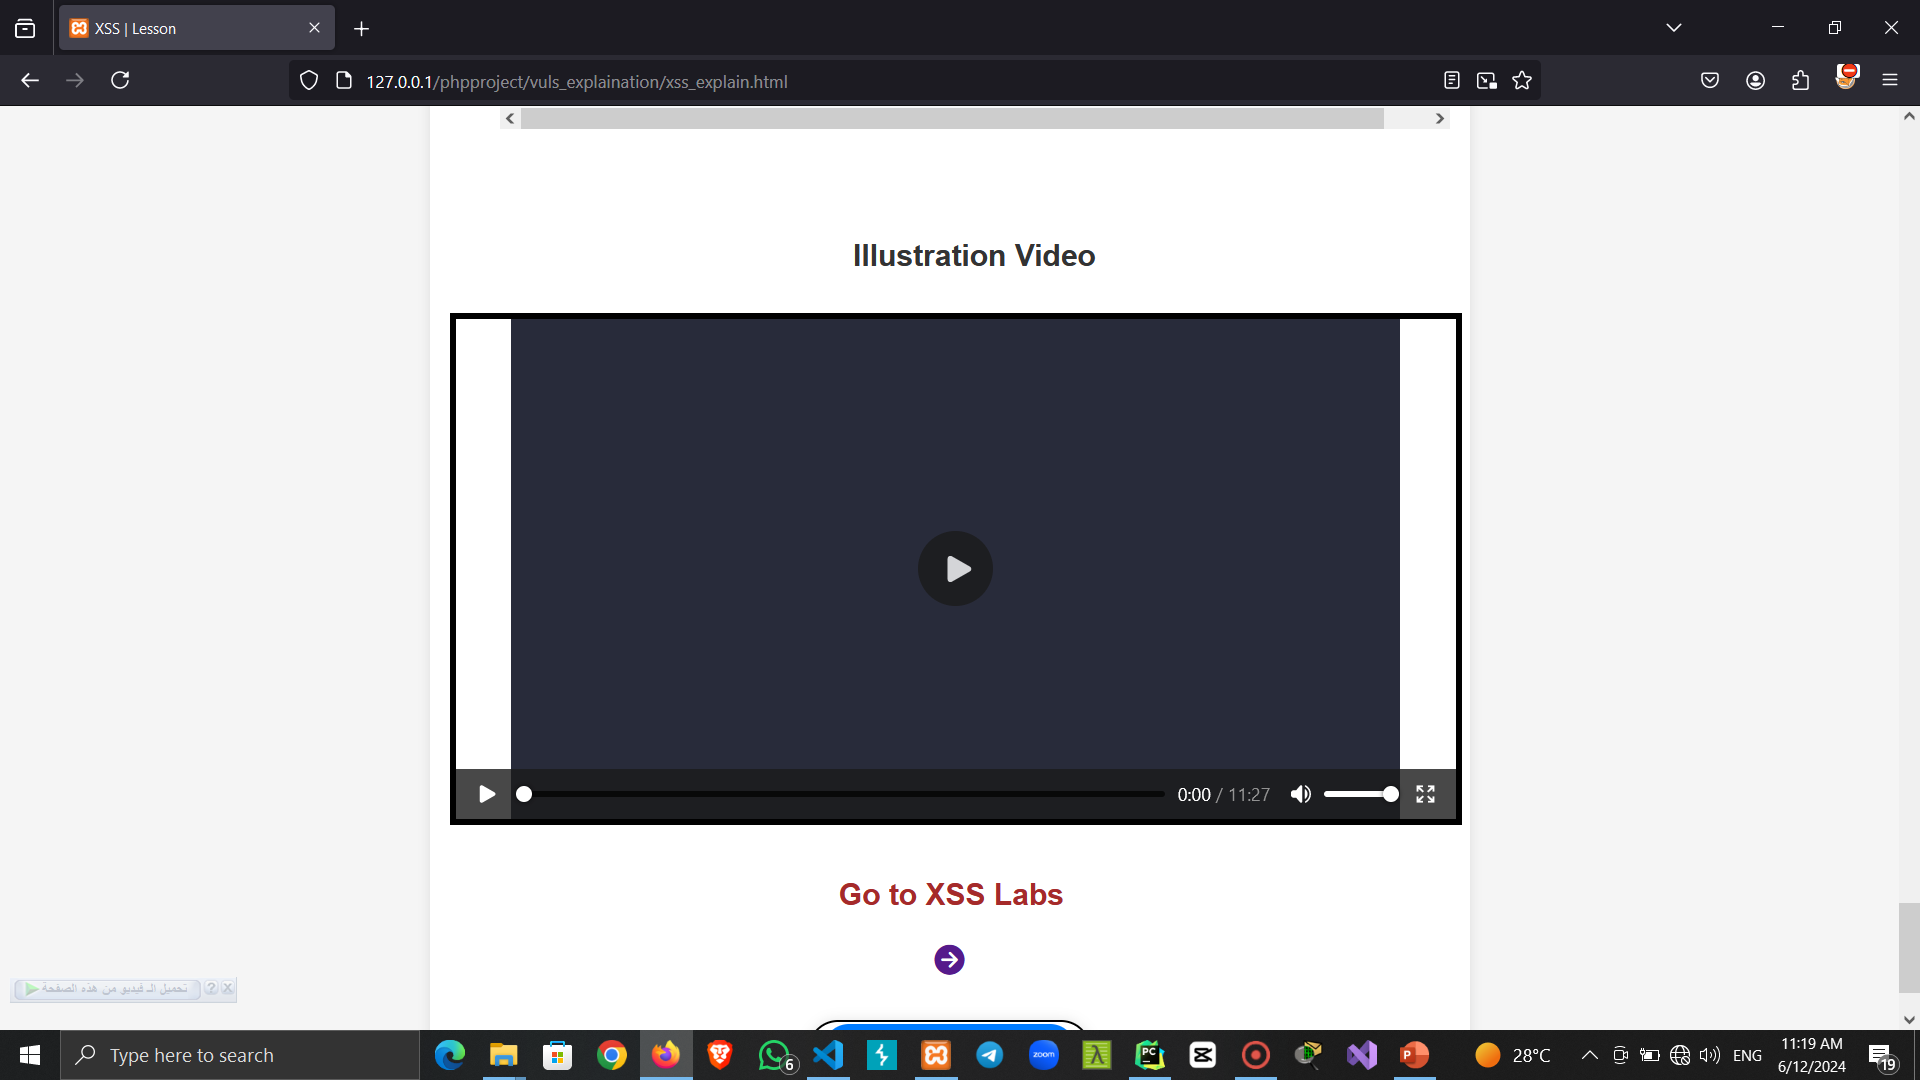 XSS | Lesson
127.0.0.1/phpproject/vuls_explaination/xss_explain.html
Illustration Video
0:00 / 11:27
Go to XSS Labs
تحميل الـ فيديو من هذه الصفحة
?
X
Type here to search
6
zoom
PC
P
28°C
ENG
11:19 AM
6/12/2024
19